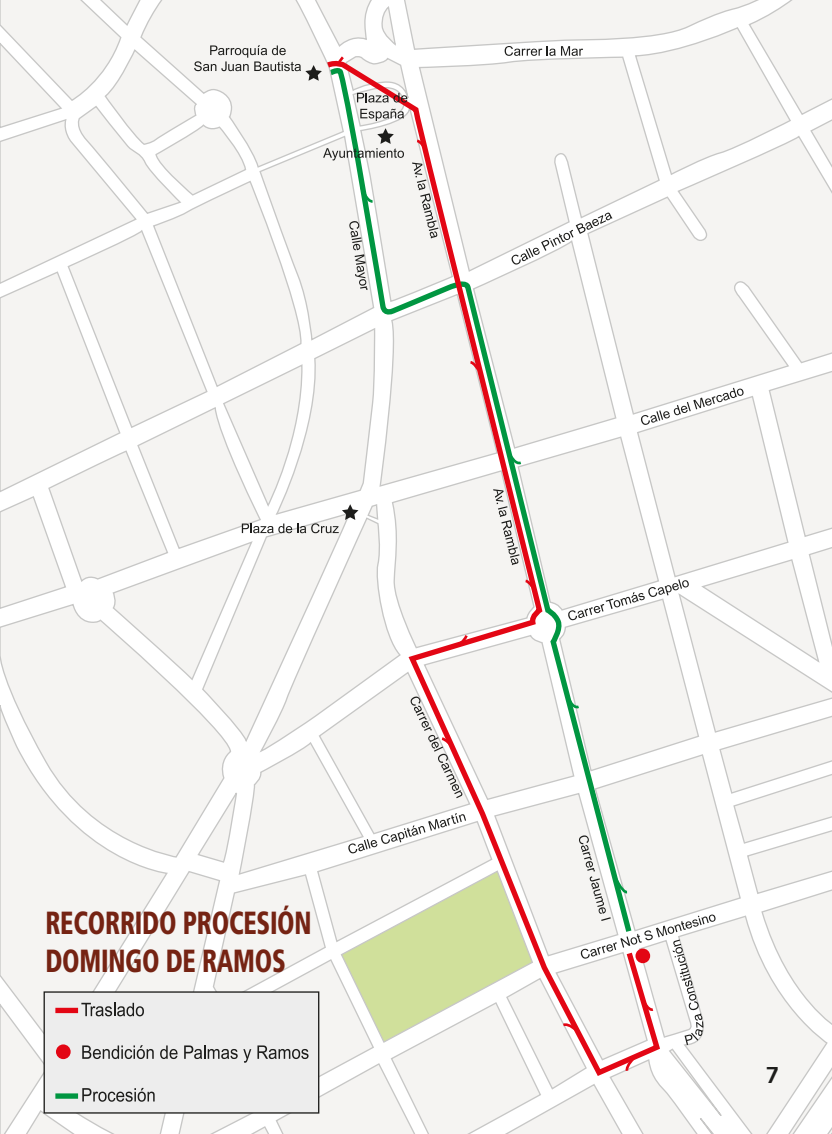 Parroquía de
San Juan Bautista
Carrer la Mar
Plaza de
España
Ayuntamiento
Av. la Rambla
Calle Mayor
Calle Pintor Baeza
Calle del Mercado
Av. la Rambla
Plaza de la Cruz
Carrer Tomás Capelo
Carrer del Carmen
Calle Capitán Martín
Carrer Jaume I
Carrer Not S Montesino
Plaza Constitución
RECORRIDO PROCESIÓN
DOMINGO DE RAMOS
Traslado
Bendición de Palmas y Ramos
Procesión
7